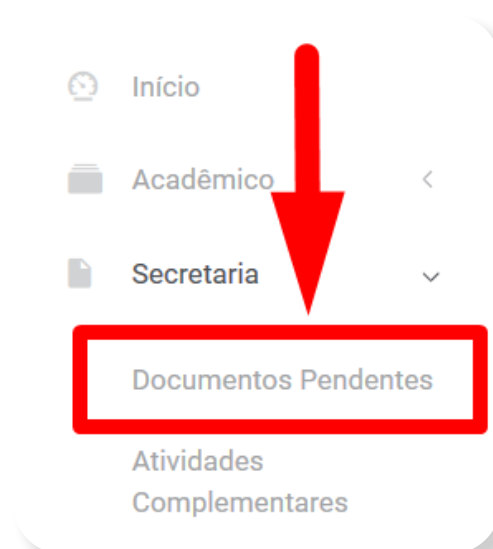 Início
Acadêmico
Secretaria
Documentos Pendentes
Atividades
Complementares